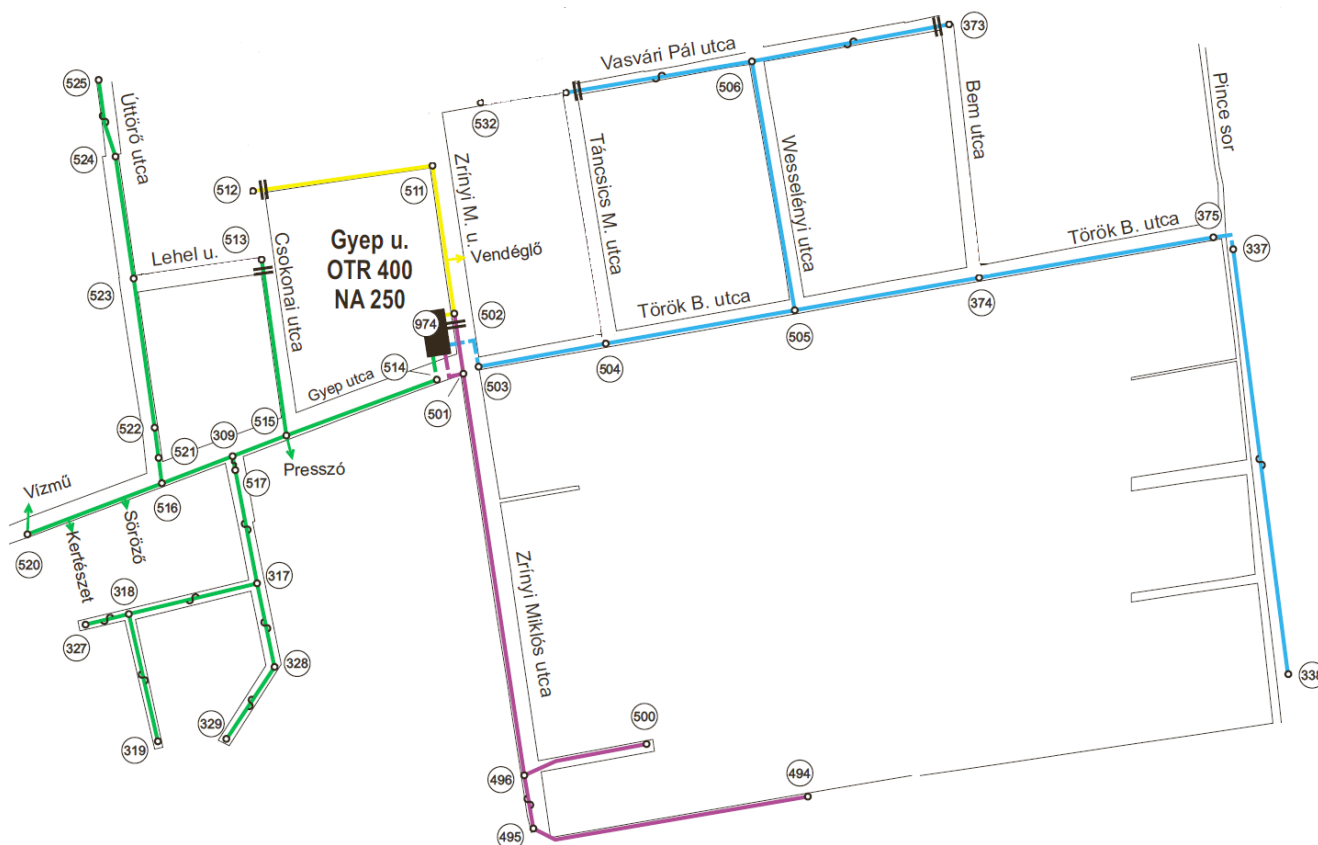 373
Vasvári Pál utca
506
525
532
Úttörő utca
524
Zrínyi M. u.
Táncsics M. utca
Wesselényi utca
Bem utca
Pince sor
512
511
513
Lehel u.
Csokonai utca
Gyep u.
OTR 400
NA 250
Vendéglő
375
Török B. utca
337
523
502
974
Török B. utca
374
505
504
503
514
Gyep utca
501
522
521
309
515
Presszó
517
516
Vízmű
Söröző
Kertészet
520
318
317
327
328
Zrínyi Miklós utca
338
319
329
500
496
494
495